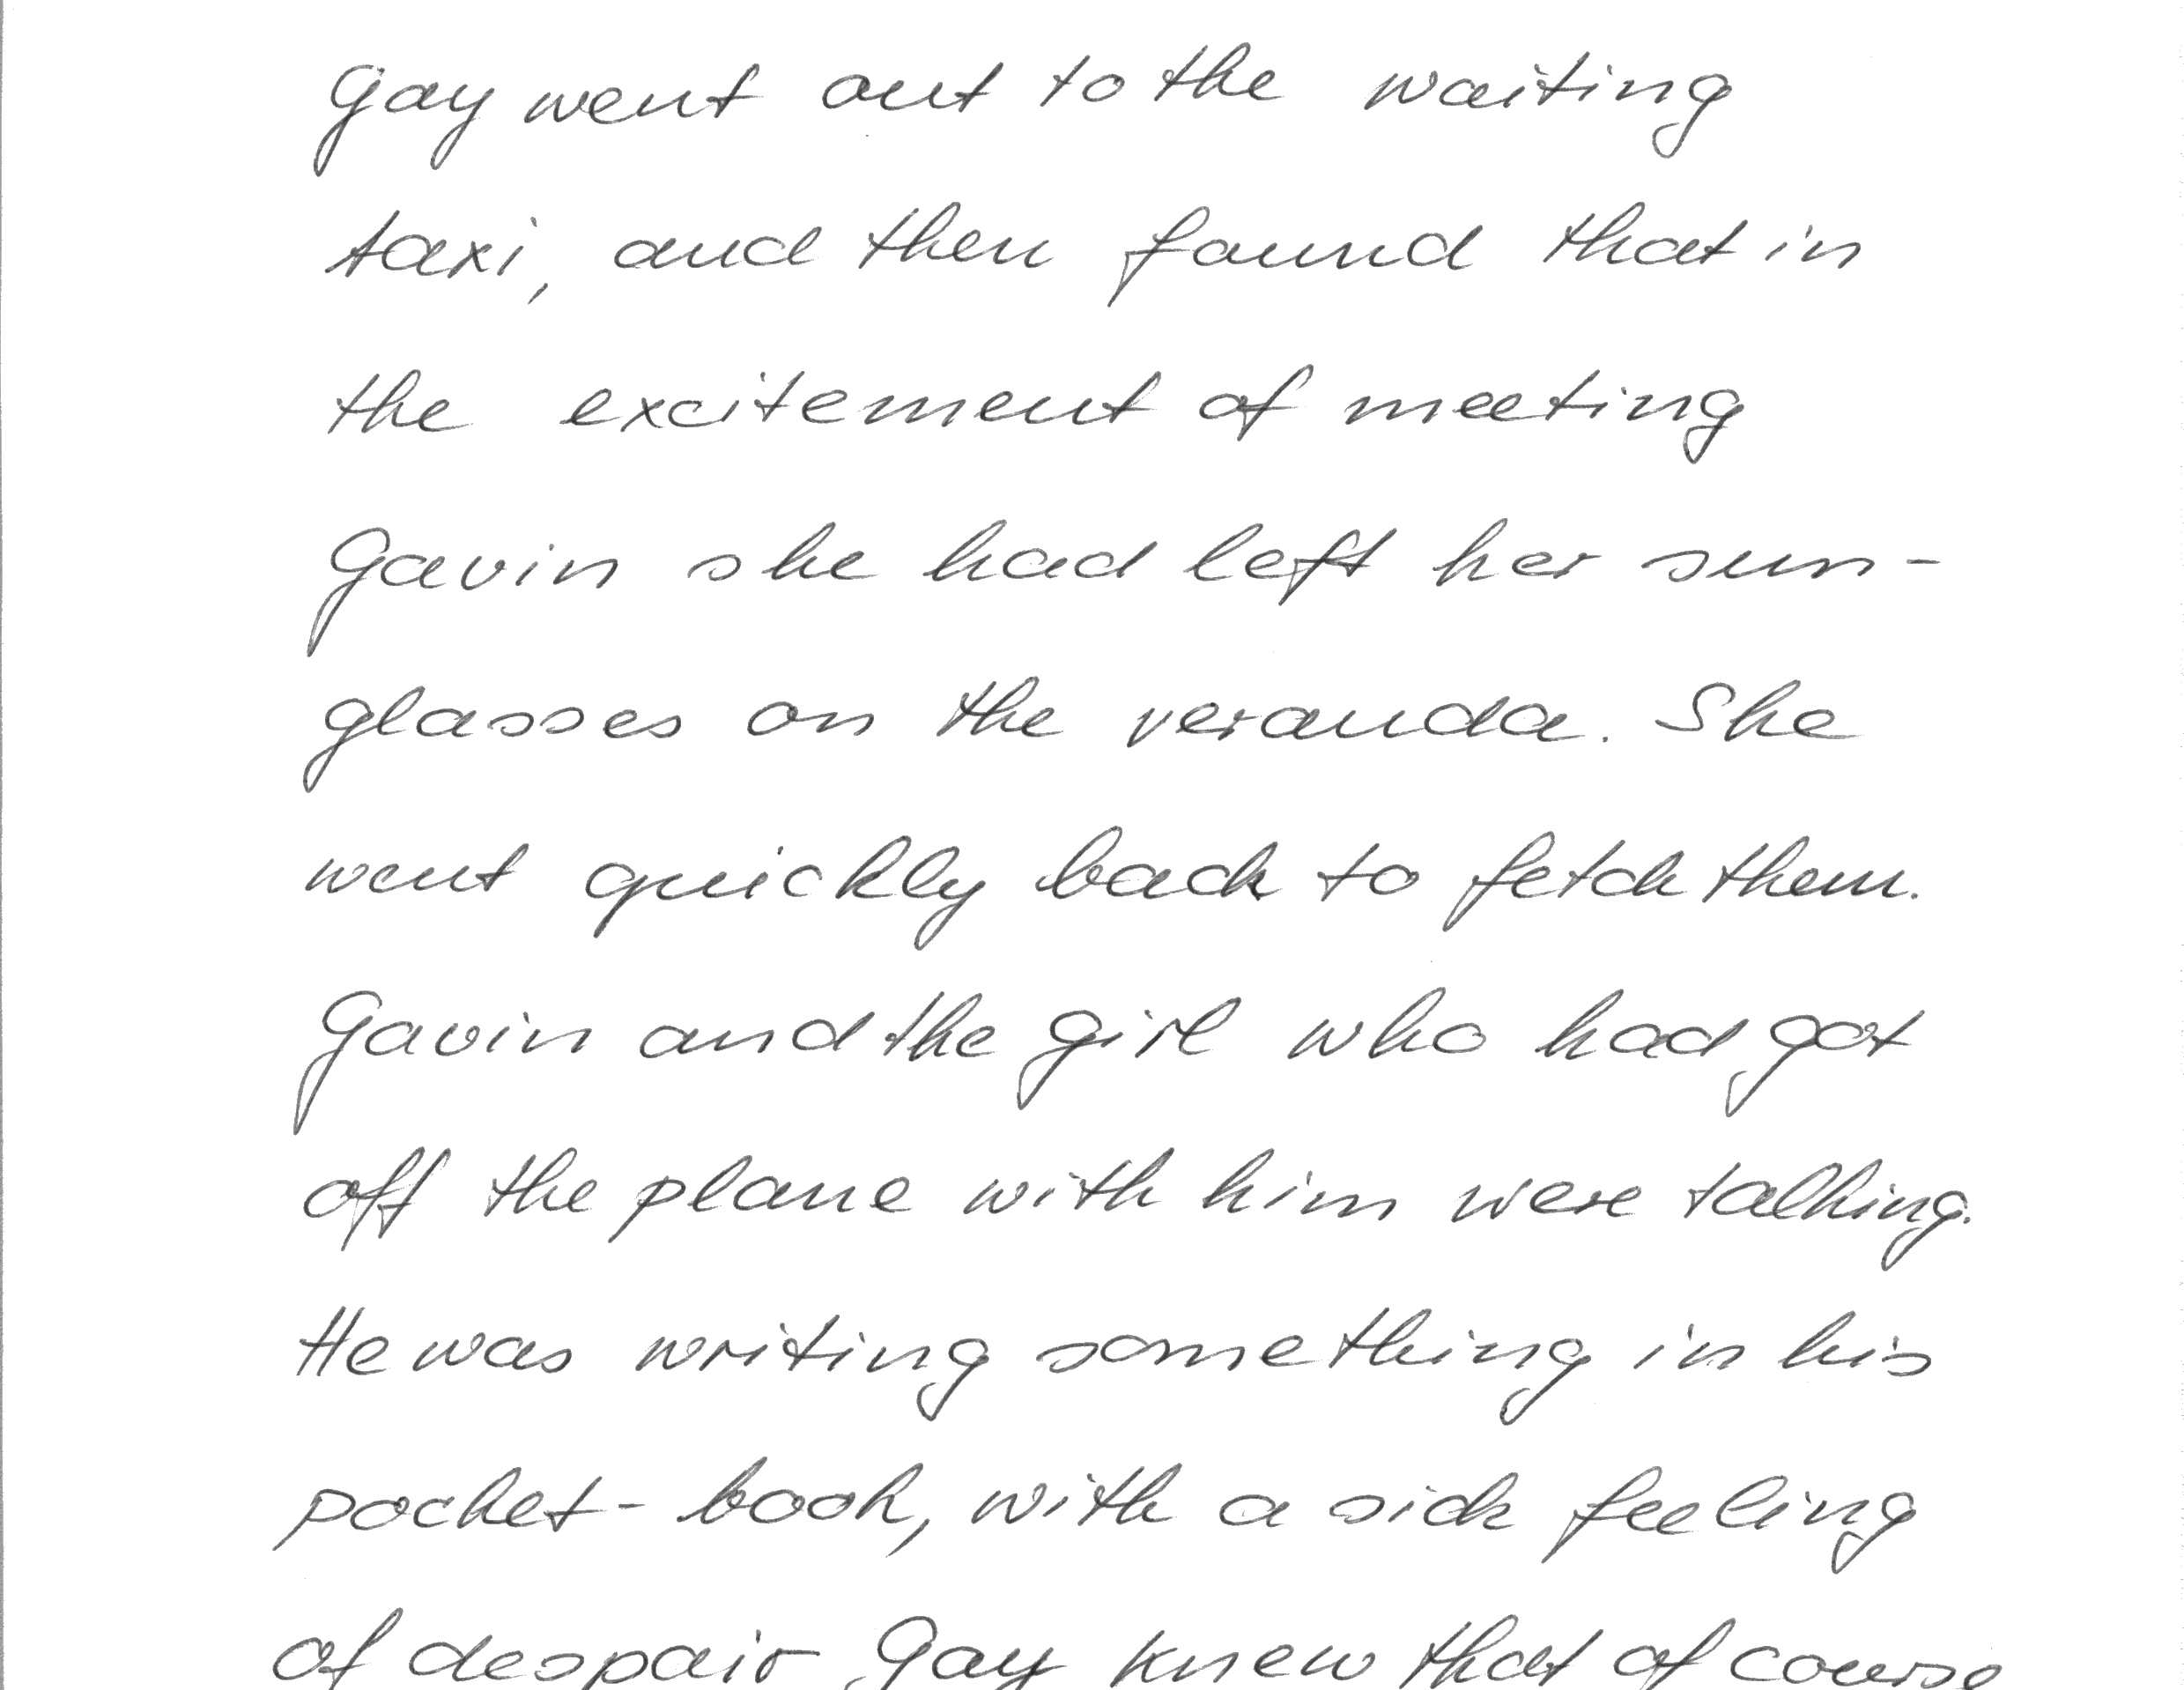 Gay went out to the waiting
taxi, and then found that in
the excitement of meeting
Gavin she had left her sun-
glasses on the veranda. She
went quickly back to fetch them.
Gavin and the girl who had got
off the plane with him were talking.
He was writing something in his
pocket-book, with a sick feeling
of despair Gay knew that of course